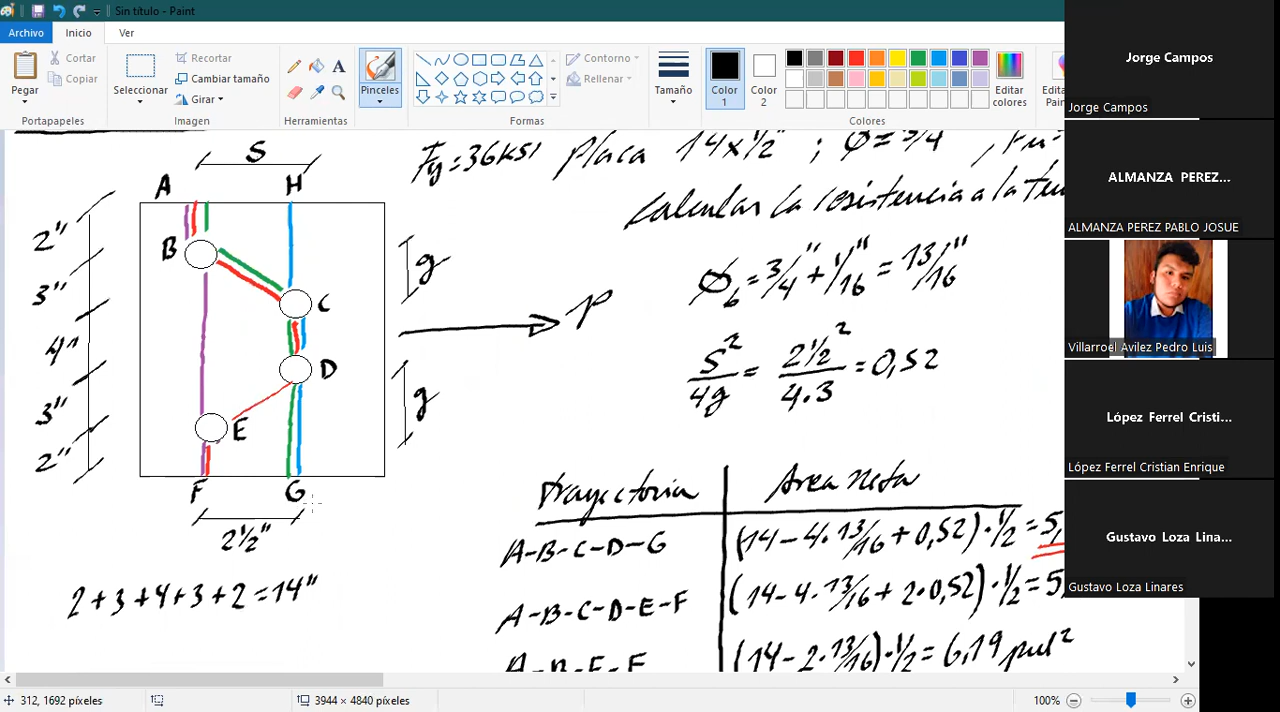 Sin título - Paint
Archivo
Inicio
Ver
Pegar
Cortar
Copiar
Portapapeles
Seleccionar
Recortar
Cambiar tamaño
Girar
Imagen
Herramientas
Pinceles
Formas
Contorno
Rellenar
Tamaño
Color 1
Color 2
Editar colores
Colores
Fy=36KSI placa 14x1/2" ; Ø=3/4
calcular la resistencia a la
S
A
H
2"
B
3"
C
g
4"
D
P
3"
E
g
2"
F
G
2½"
2+3+4+3+2=14"
Ø6=3/4"+1/16"=13/16"
S²/4g = 2½²/4.3 = 0,52
Trayectoria
Area Neta
A-B-C-D-G
(14-4.13/16+0,52).1/2=5,
A-B-C-D-E-F
(14-4.13/16+2.0,52).1/2=5
A-B-E-F
(14-2.13/16).1/2=6,19 pul²
312, 1692 píxeles
3944 × 4840 píxeles
100%
Jorge Campos
Jorge Campos
ALMANZA PEREZ...
ALMANZA PEREZ PABLO JOSUE
Villarroel Avilez Pedro Luis
López Ferrel Cristi...
López Ferrel Cristian Enrique
Gustavo Loza Lina...
Gustavo Loza Linares